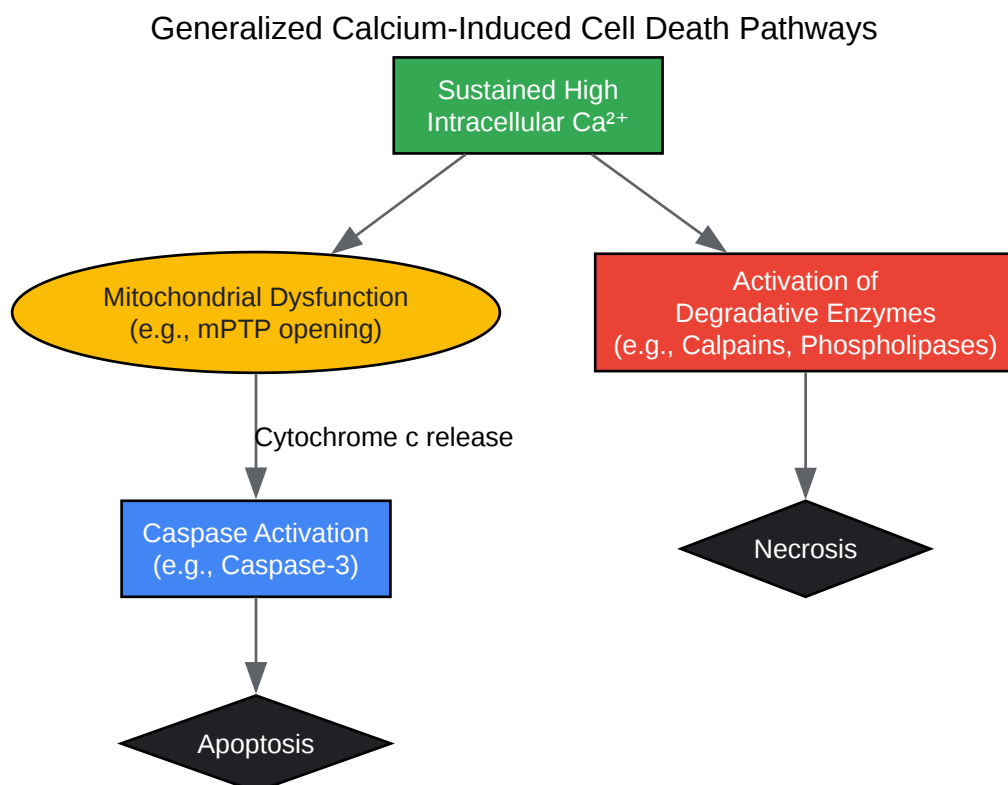 Generalized Calcium-Induced Cell Death Pathways
Sustained High
Intracellular Ca²⁺
Mitochondrial Dysfunction
(e.g., mPTP opening)
Activation of
Degradative Enzymes
(e.g., Calpains, Phospholipases)
Cytochrome c release
Caspase Activation
(e.g., Caspase-3)
Necrosis
Apoptosis